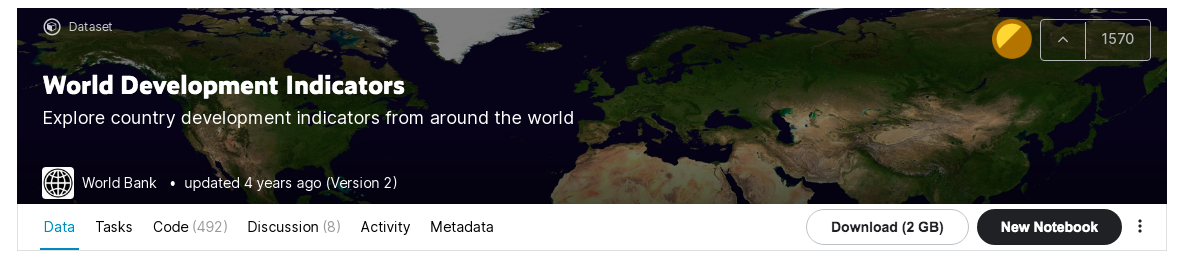 Dataset
1570
World Development Indicators
Explore country development indicators from around the world
World Bank • updated 4 years ago (Version 2)
Data Tasks Code (492) Discussion (8) Activity Metadata Download (2 GB) New Notebook